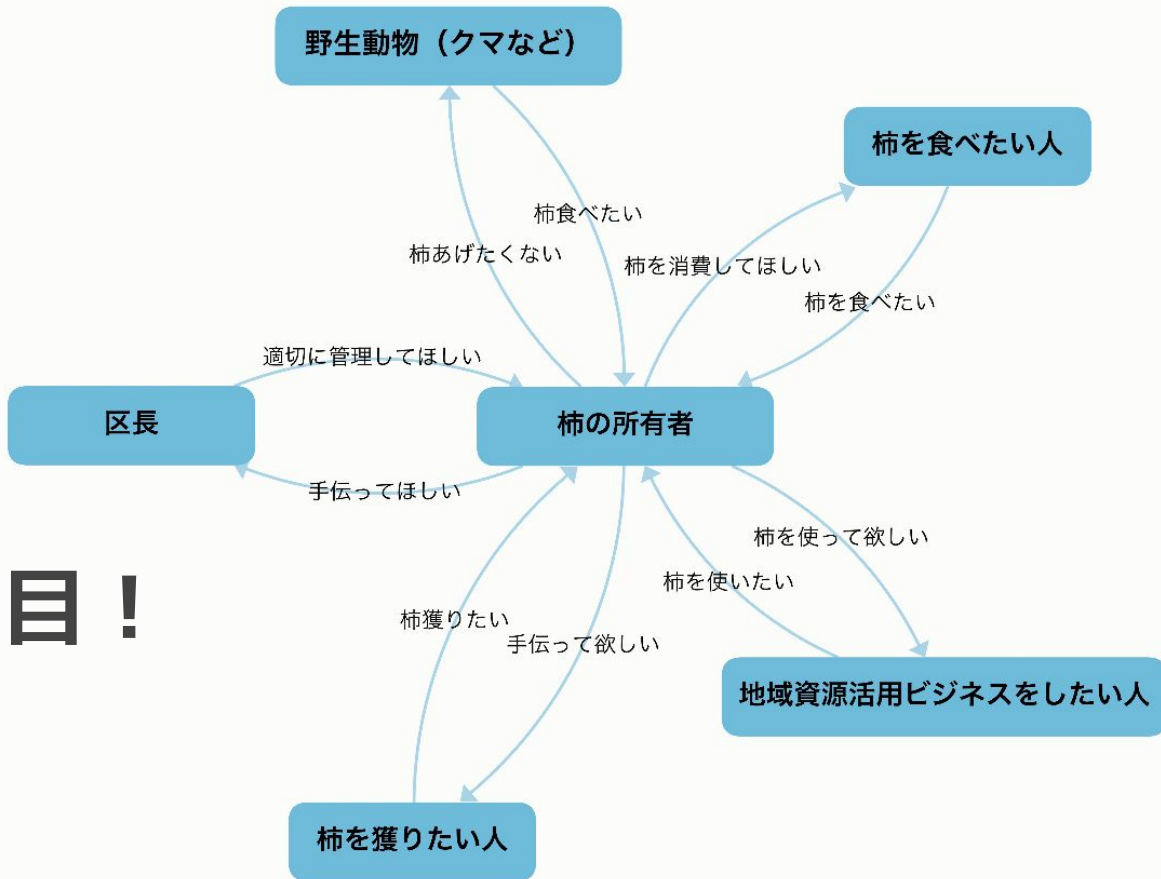 野生動物（クマなど）
柿を食べたい人
柿食べたい
柿あげたくない
柿を消費してほしい
柿を食べたい
適切に管理してほしい
区長
柿の所有者
手伝ってほしい
柿を使って欲しい
柿を使いたい
目！
柿獲りたい
手伝って欲しい
地域資源活用ビジネスをしたい人
柿を獲りたい人